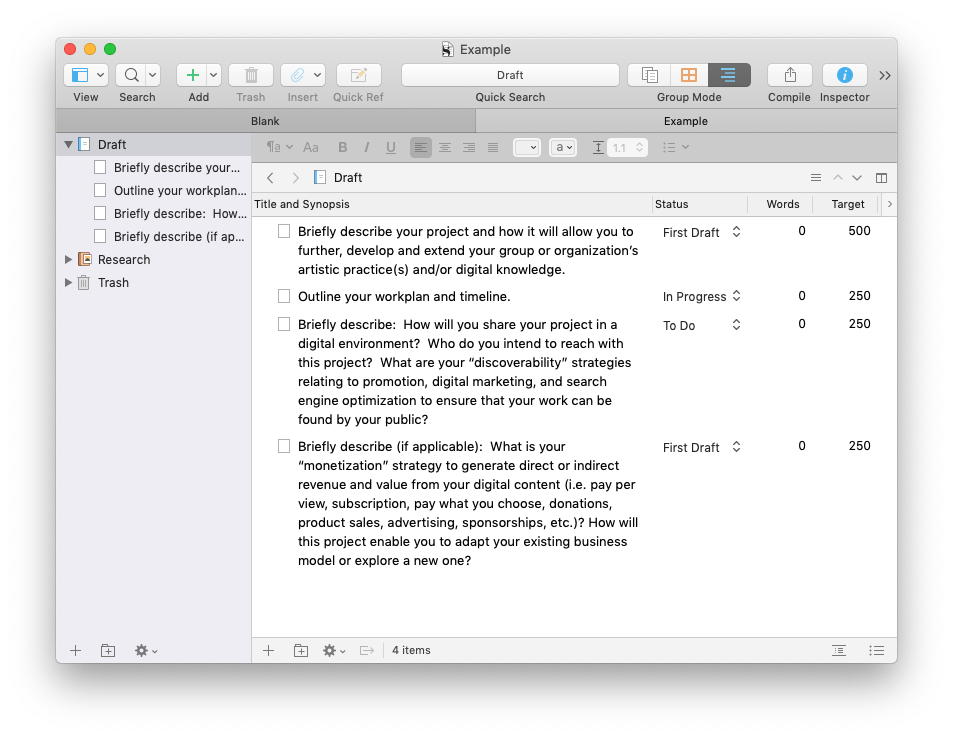 Example
Draft
View Search Add Trash Insert Quick Ref Quick Search Group Mode Compile Inspector
Blank Example
Draft
Briefly describe your...
Outline your workplan...
Briefly describe:  How...
Briefly describe (if ap...
Research
Trash
¶a Aa B I U a 1.1
Draft
Title and Synopsis Status Words Target
Briefly describe your project and how it will allow you to First Draft 0 500
further, develop and extend your group or organization’s
artistic practice(s) and/or digital knowledge.
Outline your workplan and timeline. In Progress 0 250
Briefly describe:  How will you share your project in a To Do 0 250
digital environment?  Who do you intend to reach with
this project?  What are your “discoverability” strategies
relating to promotion, digital marketing, and search
engine optimization to ensure that your work can be
found by your public?
Briefly describe (if applicable):  What is your First Draft 0 250
“monetization” strategy to generate direct or indirect
revenue and value from your digital content (i.e. pay per
view, subscription, pay what you choose, donations,
product sales, advertising, sponsorships, etc.)? How will
this project enable you to adapt your existing business
model or explore a new one?
4 items